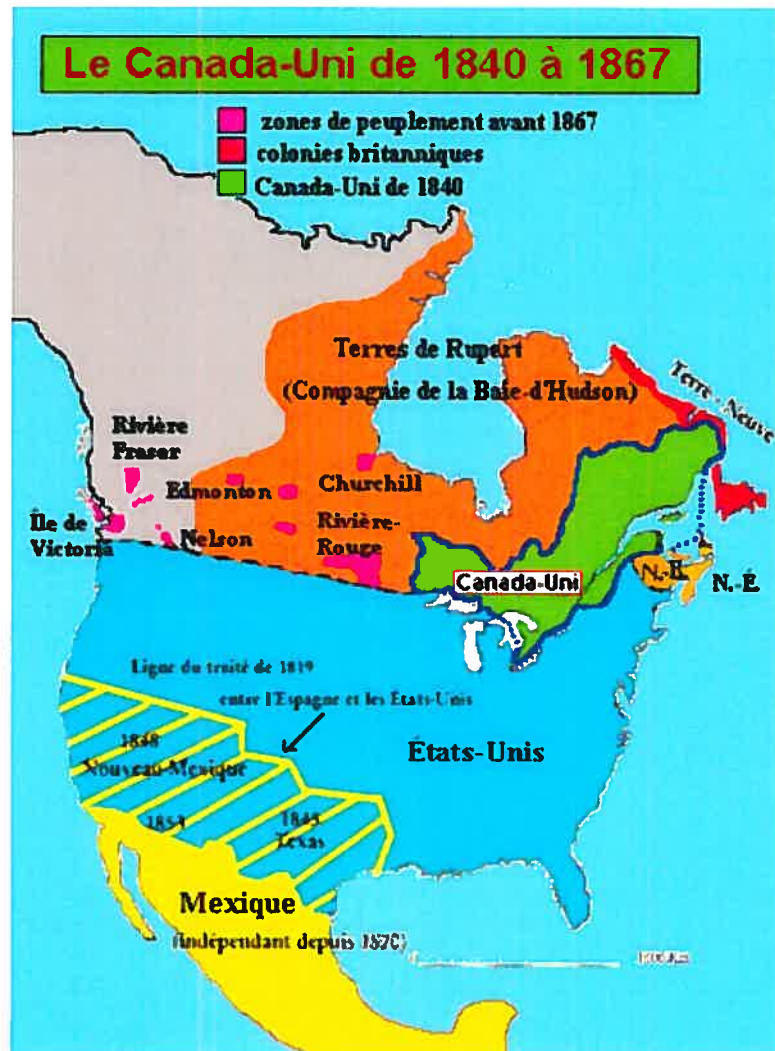 Le Canada-Uni de 1840 à 1867
zones de peuplement avant 1867
colonies britanniques
Canada-Uni de 1840
Terres de Rupert
(Compagnie de la Baie-d'Hudson)
Terre-Neuve
Rivière
Fraser
Edmonton
Churchill
Île de
Victoria
Nelson
Rivière-
Rouge
Canada-Uni
N.-B.
N.-É.
Ligne du traité de 1819
entre l'Espagne et les États-Unis
1848
Nouveau-Mexique
États-Unis
1853
1845
Texas
Mexique
(indépendant depuis